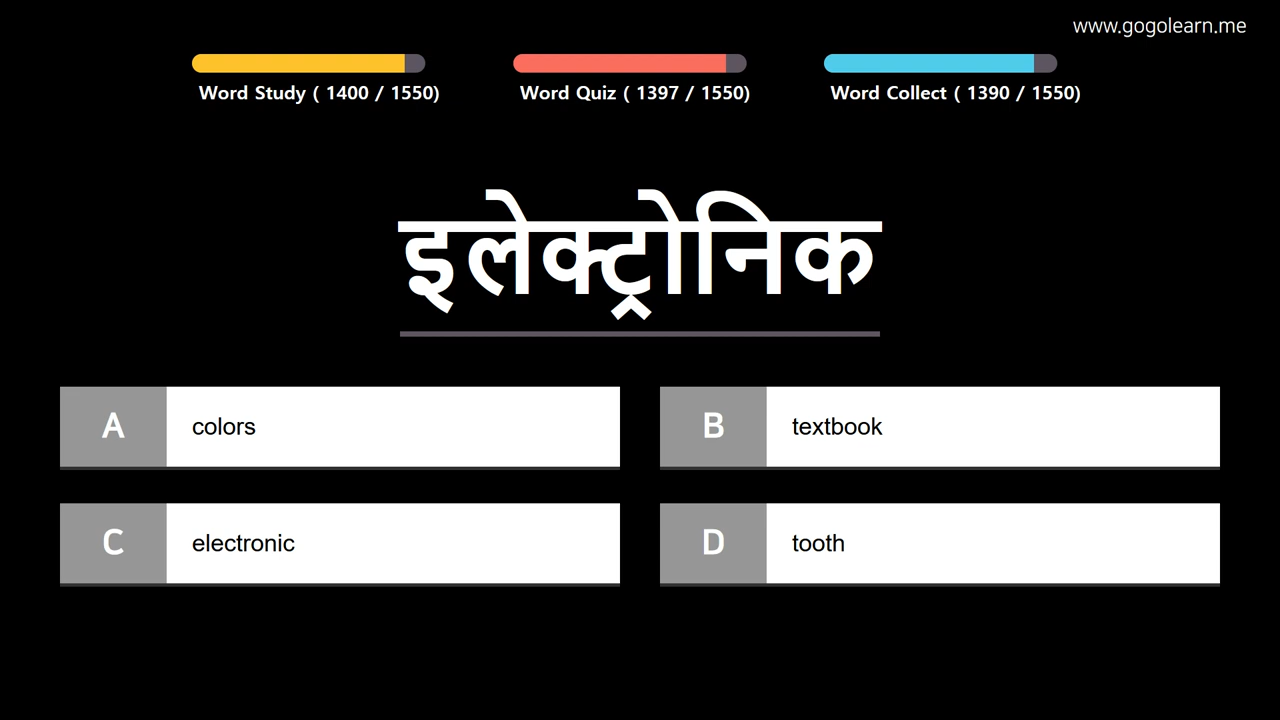 www.gogolearn.me
Word Study ( 1400 / 1550)
Word Quiz ( 1397 / 1550)
Word Collect ( 1390 / 1550)
इलेक्ट्रोनिक
A colors
B textbook
C electronic
D tooth